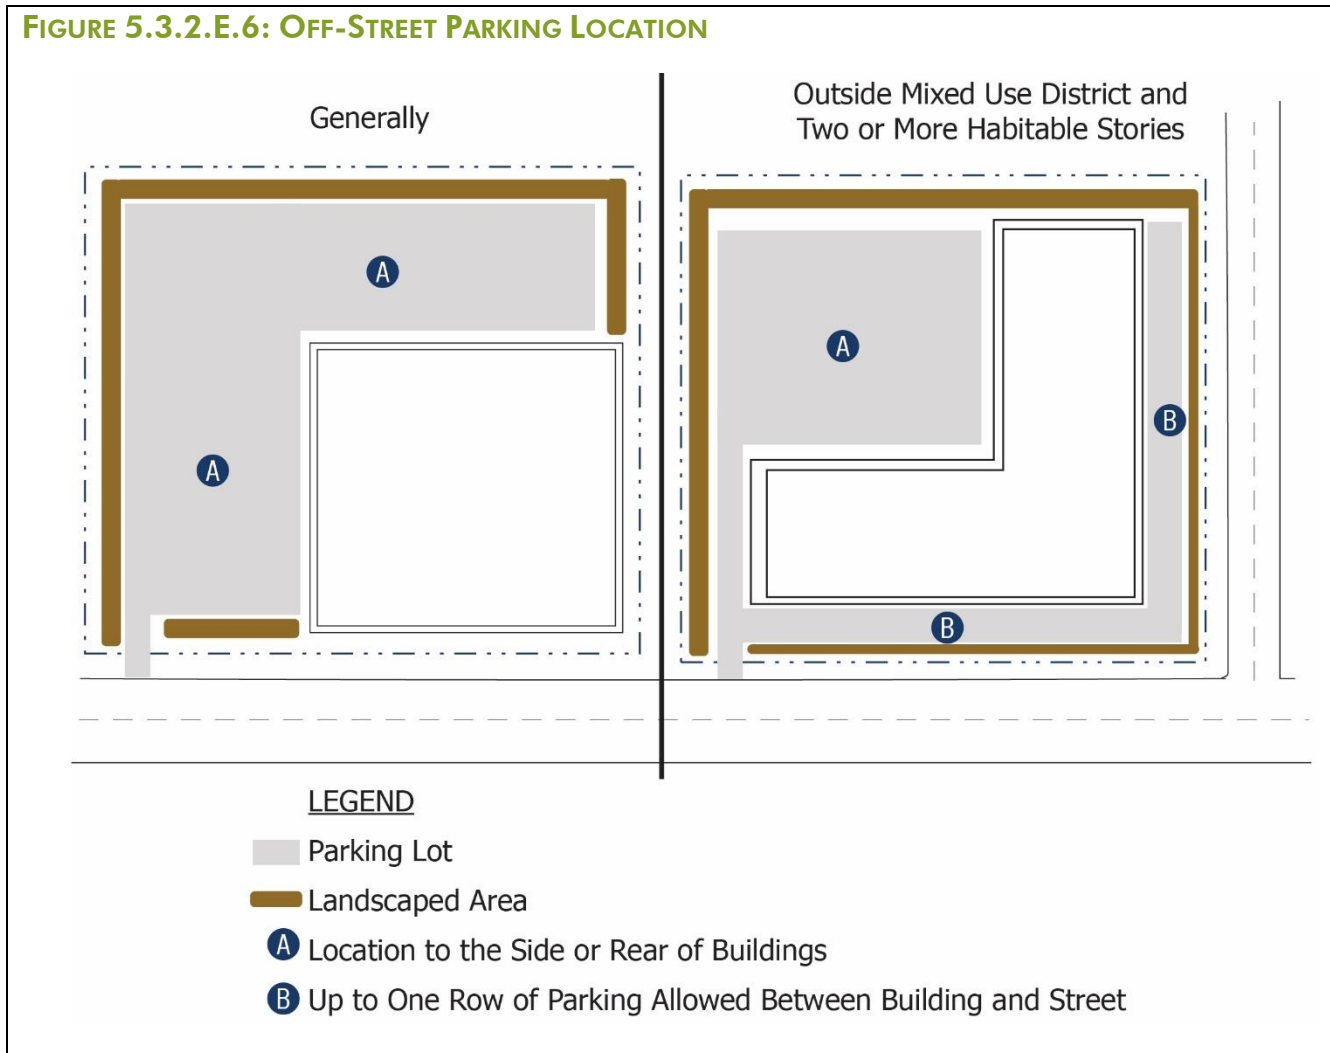 FIGURE 5.3.2.E.6: OFF-STREET PARKING LOCATION
Generally
Outside Mixed Use District and
Two or More Habitable Stories
A
A
A
B
B
LEGEND
Parking Lot
Landscaped Area
A Location to the Side or Rear of Buildings
B Up to One Row of Parking Allowed Between Building and Street